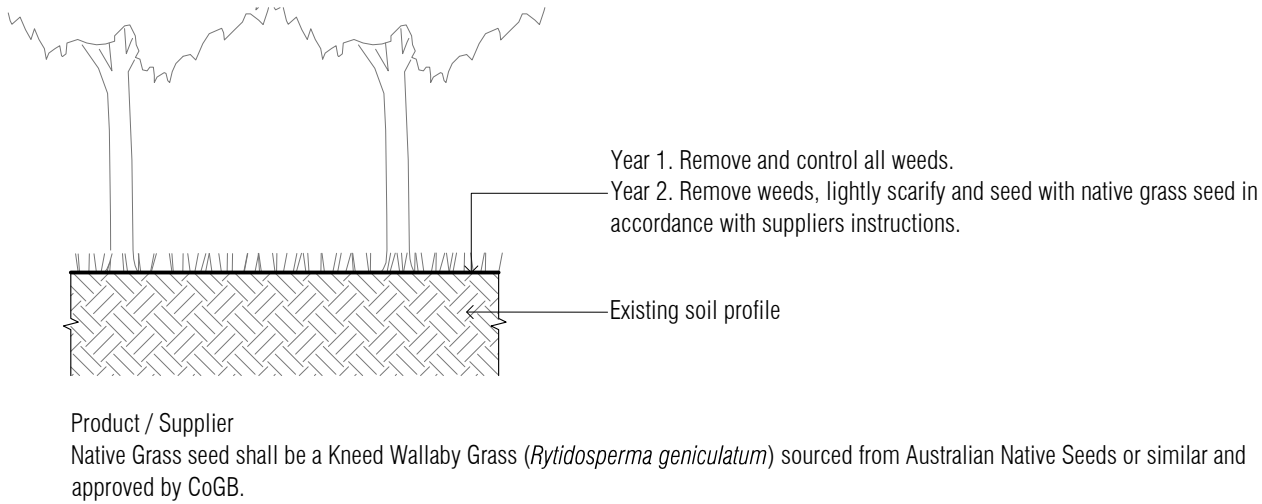 Year 1. Remove and control all weeds.
Year 2. Remove weeds, lightly scarify and seed with native grass seed in
accordance with suppliers instructions.
Existing soil profile
Product / Supplier
Native Grass seed shall be a Kneed Wallaby Grass (Rytidosperma geniculatum) sourced from Australian Native Seeds or similar and
approved by CoGB.